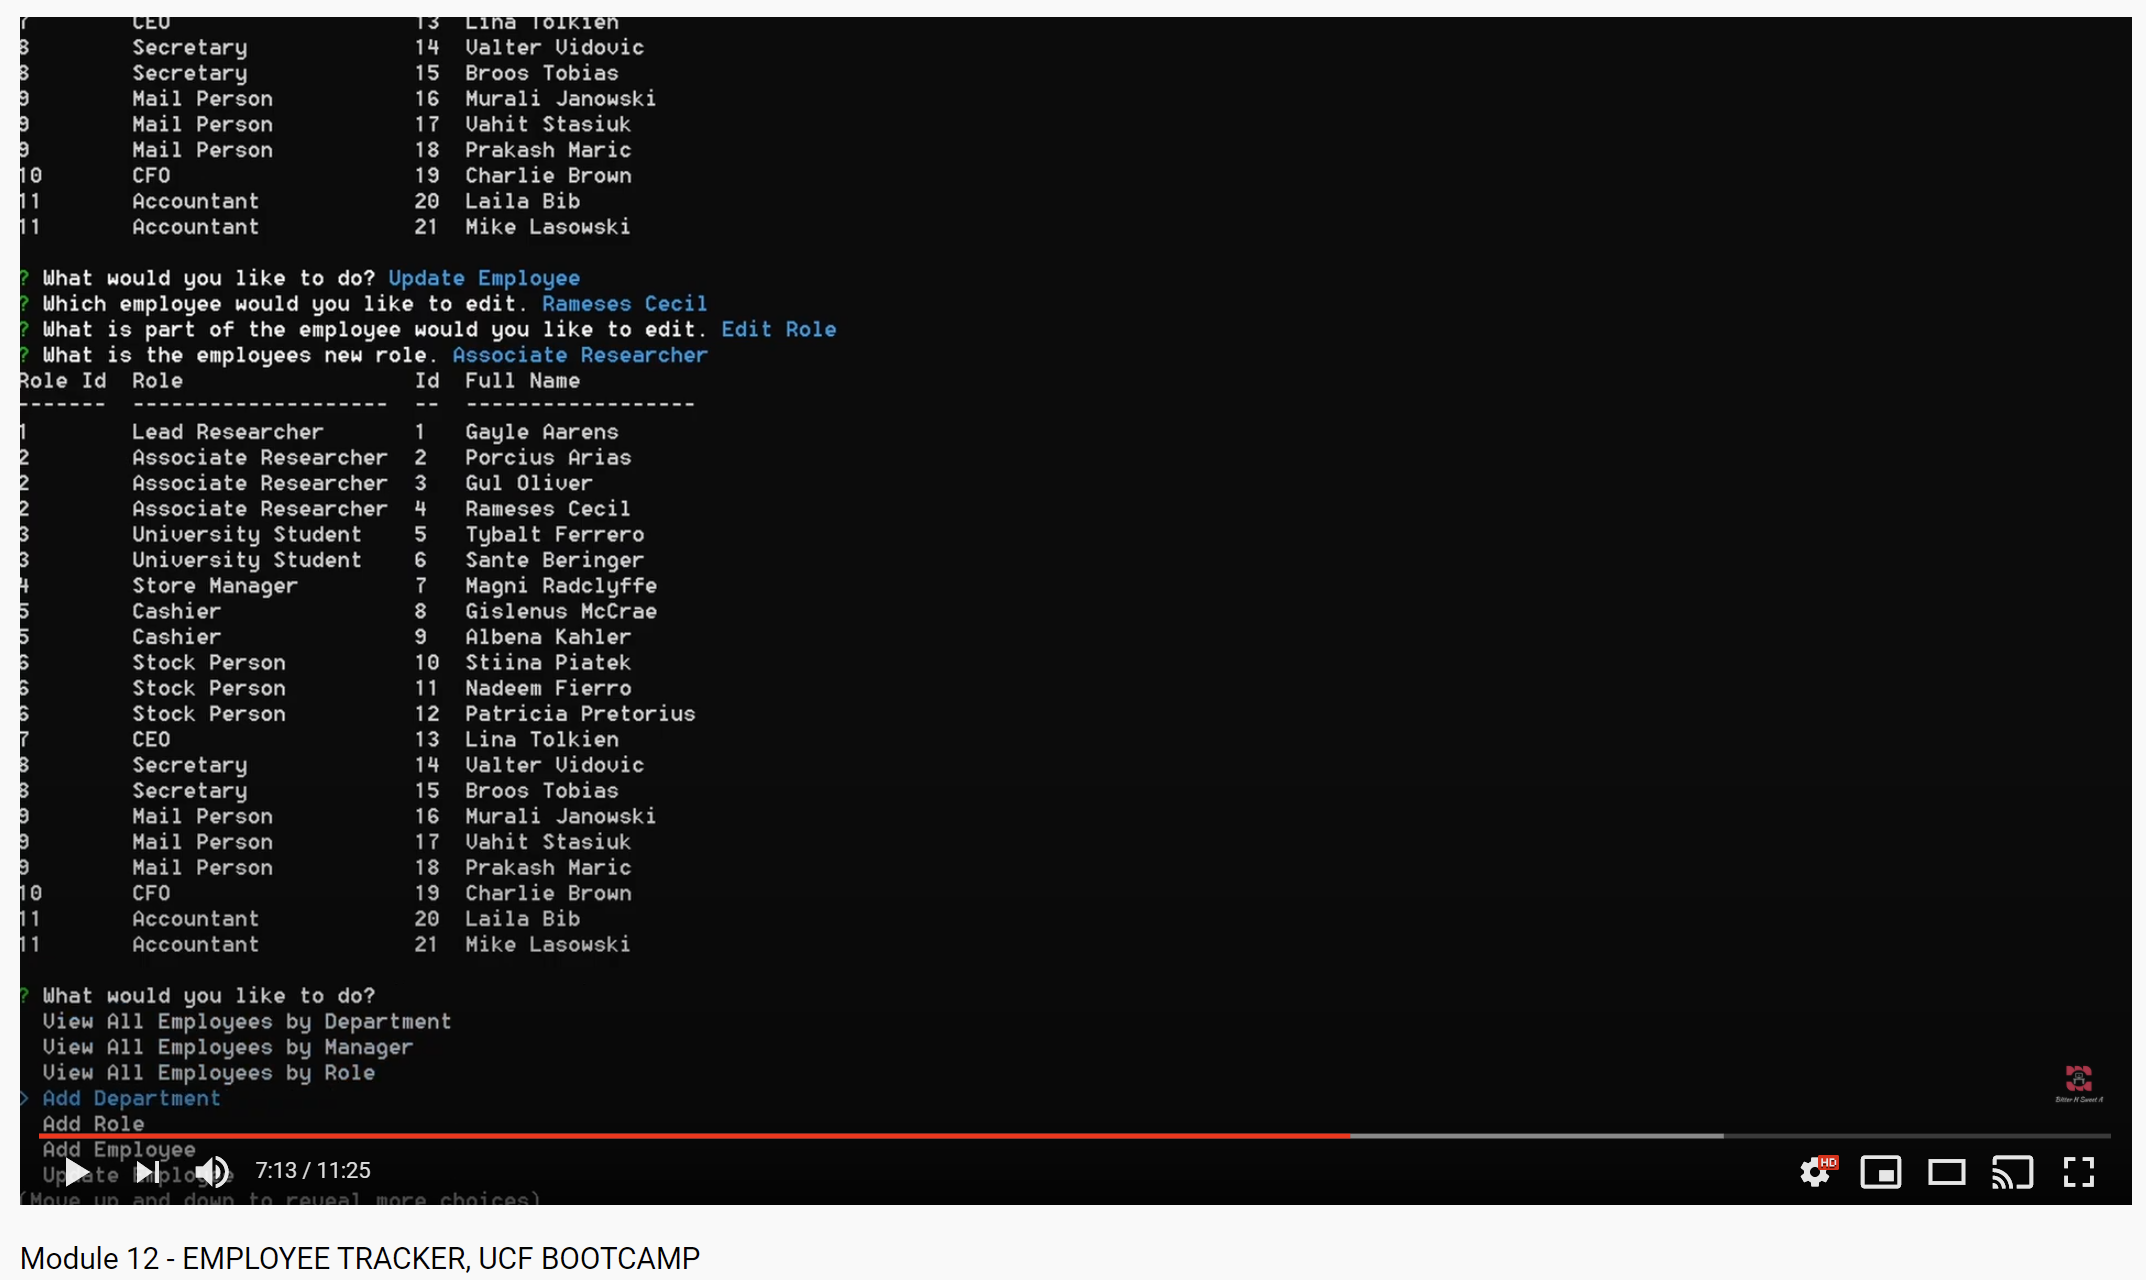 7 CEO 13 Lina Tolkien
8 Secretary 14 Valter Vidovic
8 Secretary 15 Broos Tobias
9 Mail Person 16 Murali Janowski
9 Mail Person 17 Vahit Stasiuk
9 Mail Person 18 Prakash Maric
10 CFO 19 Charlie Brown
11 Accountant 20 Laila Bib
11 Accountant 21 Mike Lasowski
? What would you like to do? Update Employee
? Which employee would you like to edit. Rameses Cecil
? What is part of the employee would you like to edit. Edit Role
? What is the employees new role. Associate Researcher
Role Id Role Id Full Name
------- -------------------- -- ------------------
1 Lead Researcher 1 Gayle Aarens
2 Associate Researcher 2 Porcius Arias
2 Associate Researcher 3 Gul Oliver
2 Associate Researcher 4 Rameses Cecil
3 University Student 5 Tybalt Ferrero
3 University Student 6 Sante Beringer
4 Store Manager 7 Magni Radclyffe
5 Cashier 8 Gislenus McCrae
5 Cashier 9 Albena Kahler
6 Stock Person 10 Stiina Piatek
6 Stock Person 11 Nadeem Fierro
6 Stock Person 12 Patricia Pretorius
7 CEO 13 Lina Tolkien
8 Secretary 14 Valter Vidovic
8 Secretary 15 Broos Tobias
9 Mail Person 16 Murali Janowski
9 Mail Person 17 Vahit Stasiuk
9 Mail Person 18 Prakash Maric
10 CFO 19 Charlie Brown
11 Accountant 20 Laila Bib
11 Accountant 21 Mike Lasowski
? What would you like to do?
View All Employees by Department
View All Employees by Manager
View All Employees by Role
> Add Department
Add Role
Add Employee
Update Employee
(Move up and down to reveal more choices)
Bitter N Sweet A
7:13 / 11:25
HD
Module 12 - EMPLOYEE TRACKER, UCF BOOTCAMP